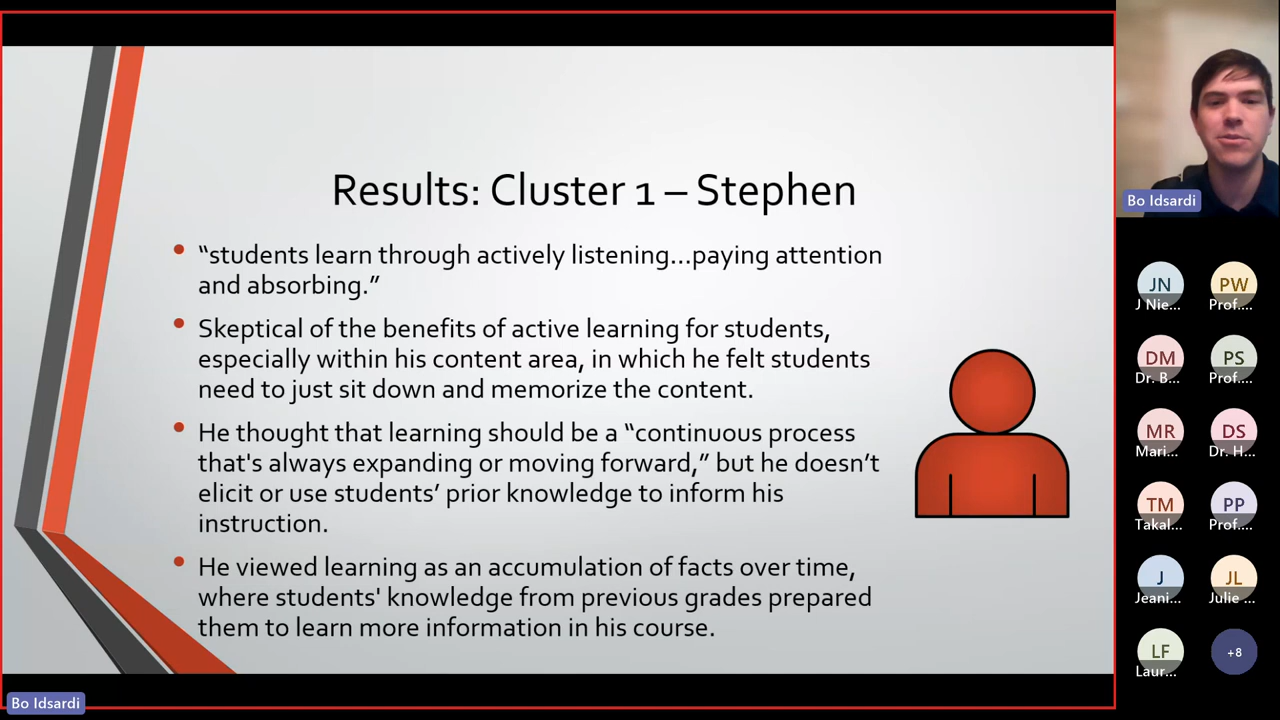 Results: Cluster 1 – Stephen
“students learn through actively listening...paying attention
and absorbing.”
Skeptical of the benefits of active learning for students,
especially within his content area, in which he felt students
need to just sit down and memorize the content.
He thought that learning should be a “continuous process
that's always expanding or moving forward,” but he doesn’t
elicit or use students’ prior knowledge to inform his
instruction.
He viewed learning as an accumulation of facts over time,
where students' knowledge from previous grades prepared
them to learn more information in his course.
Bo Idsardi
Bo Idsardi
JN
J Nie...
PW
Prof....
DM
Dr. B...
PS
Prof....
MR
Mari...
DS
Dr. H...
TM
Takal...
PP
Prof....
J
Jeani...
JL
Julie ...
LF
Laur...
+8